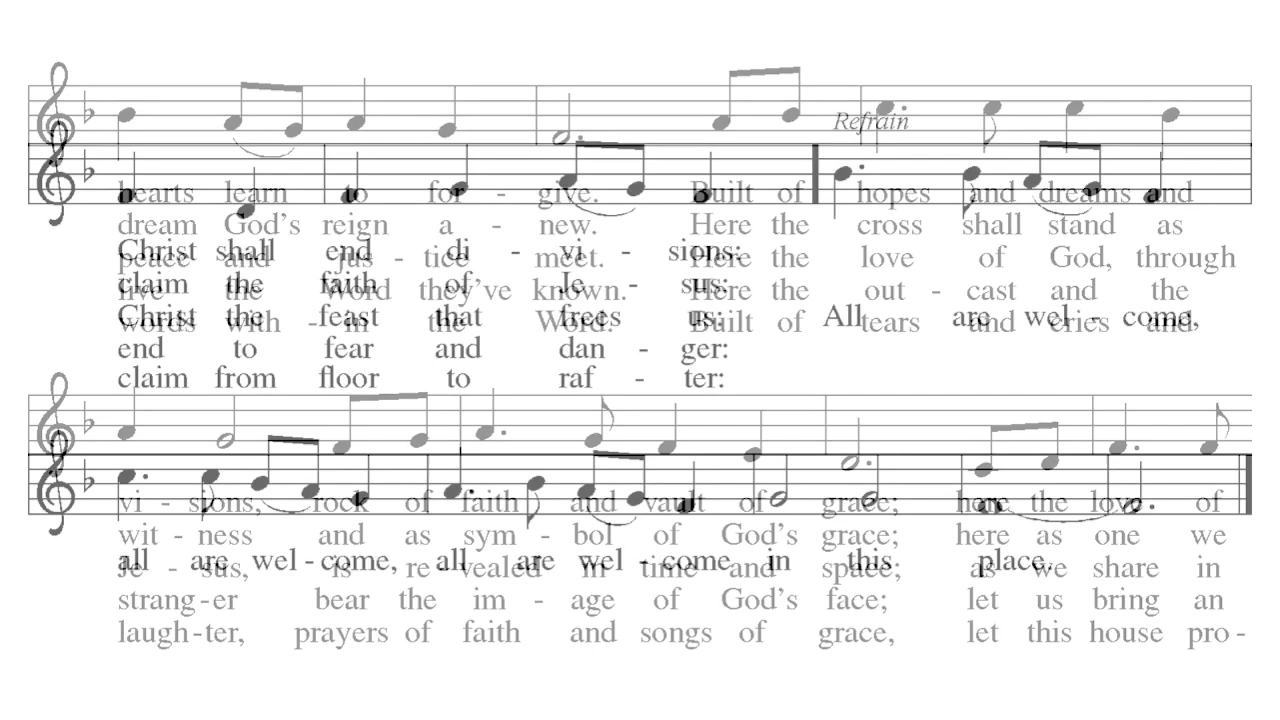 Refrain
hearts learn to for - give. Built of hopes and dreams and
dream God's reign a - new. Here the cross shall stand as
Christ shall end di - vi - sions:
peace and jus - tice meet. Here the love of God, through
claim the faith of Je - sus:
live the Word they've known. Here the out - cast and the
Christ the feast that frees us: All are wel - come,
words with - in the Word. Built of tears and cries and
end to fear and dan - ger:
claim from floor to raf - ter:
vi - sions, rock of faith and vault of grace; here the love of
wit - ness and as sym - bol of God's grace; here as one we
all are wel - come, all are wel - come in this place.
Je - sus, is re - vealed in time and space; as we share in
strang - er bear the im - age of God's face; let us bring an
laugh - ter, prayers of faith and songs of grace, let this house pro -